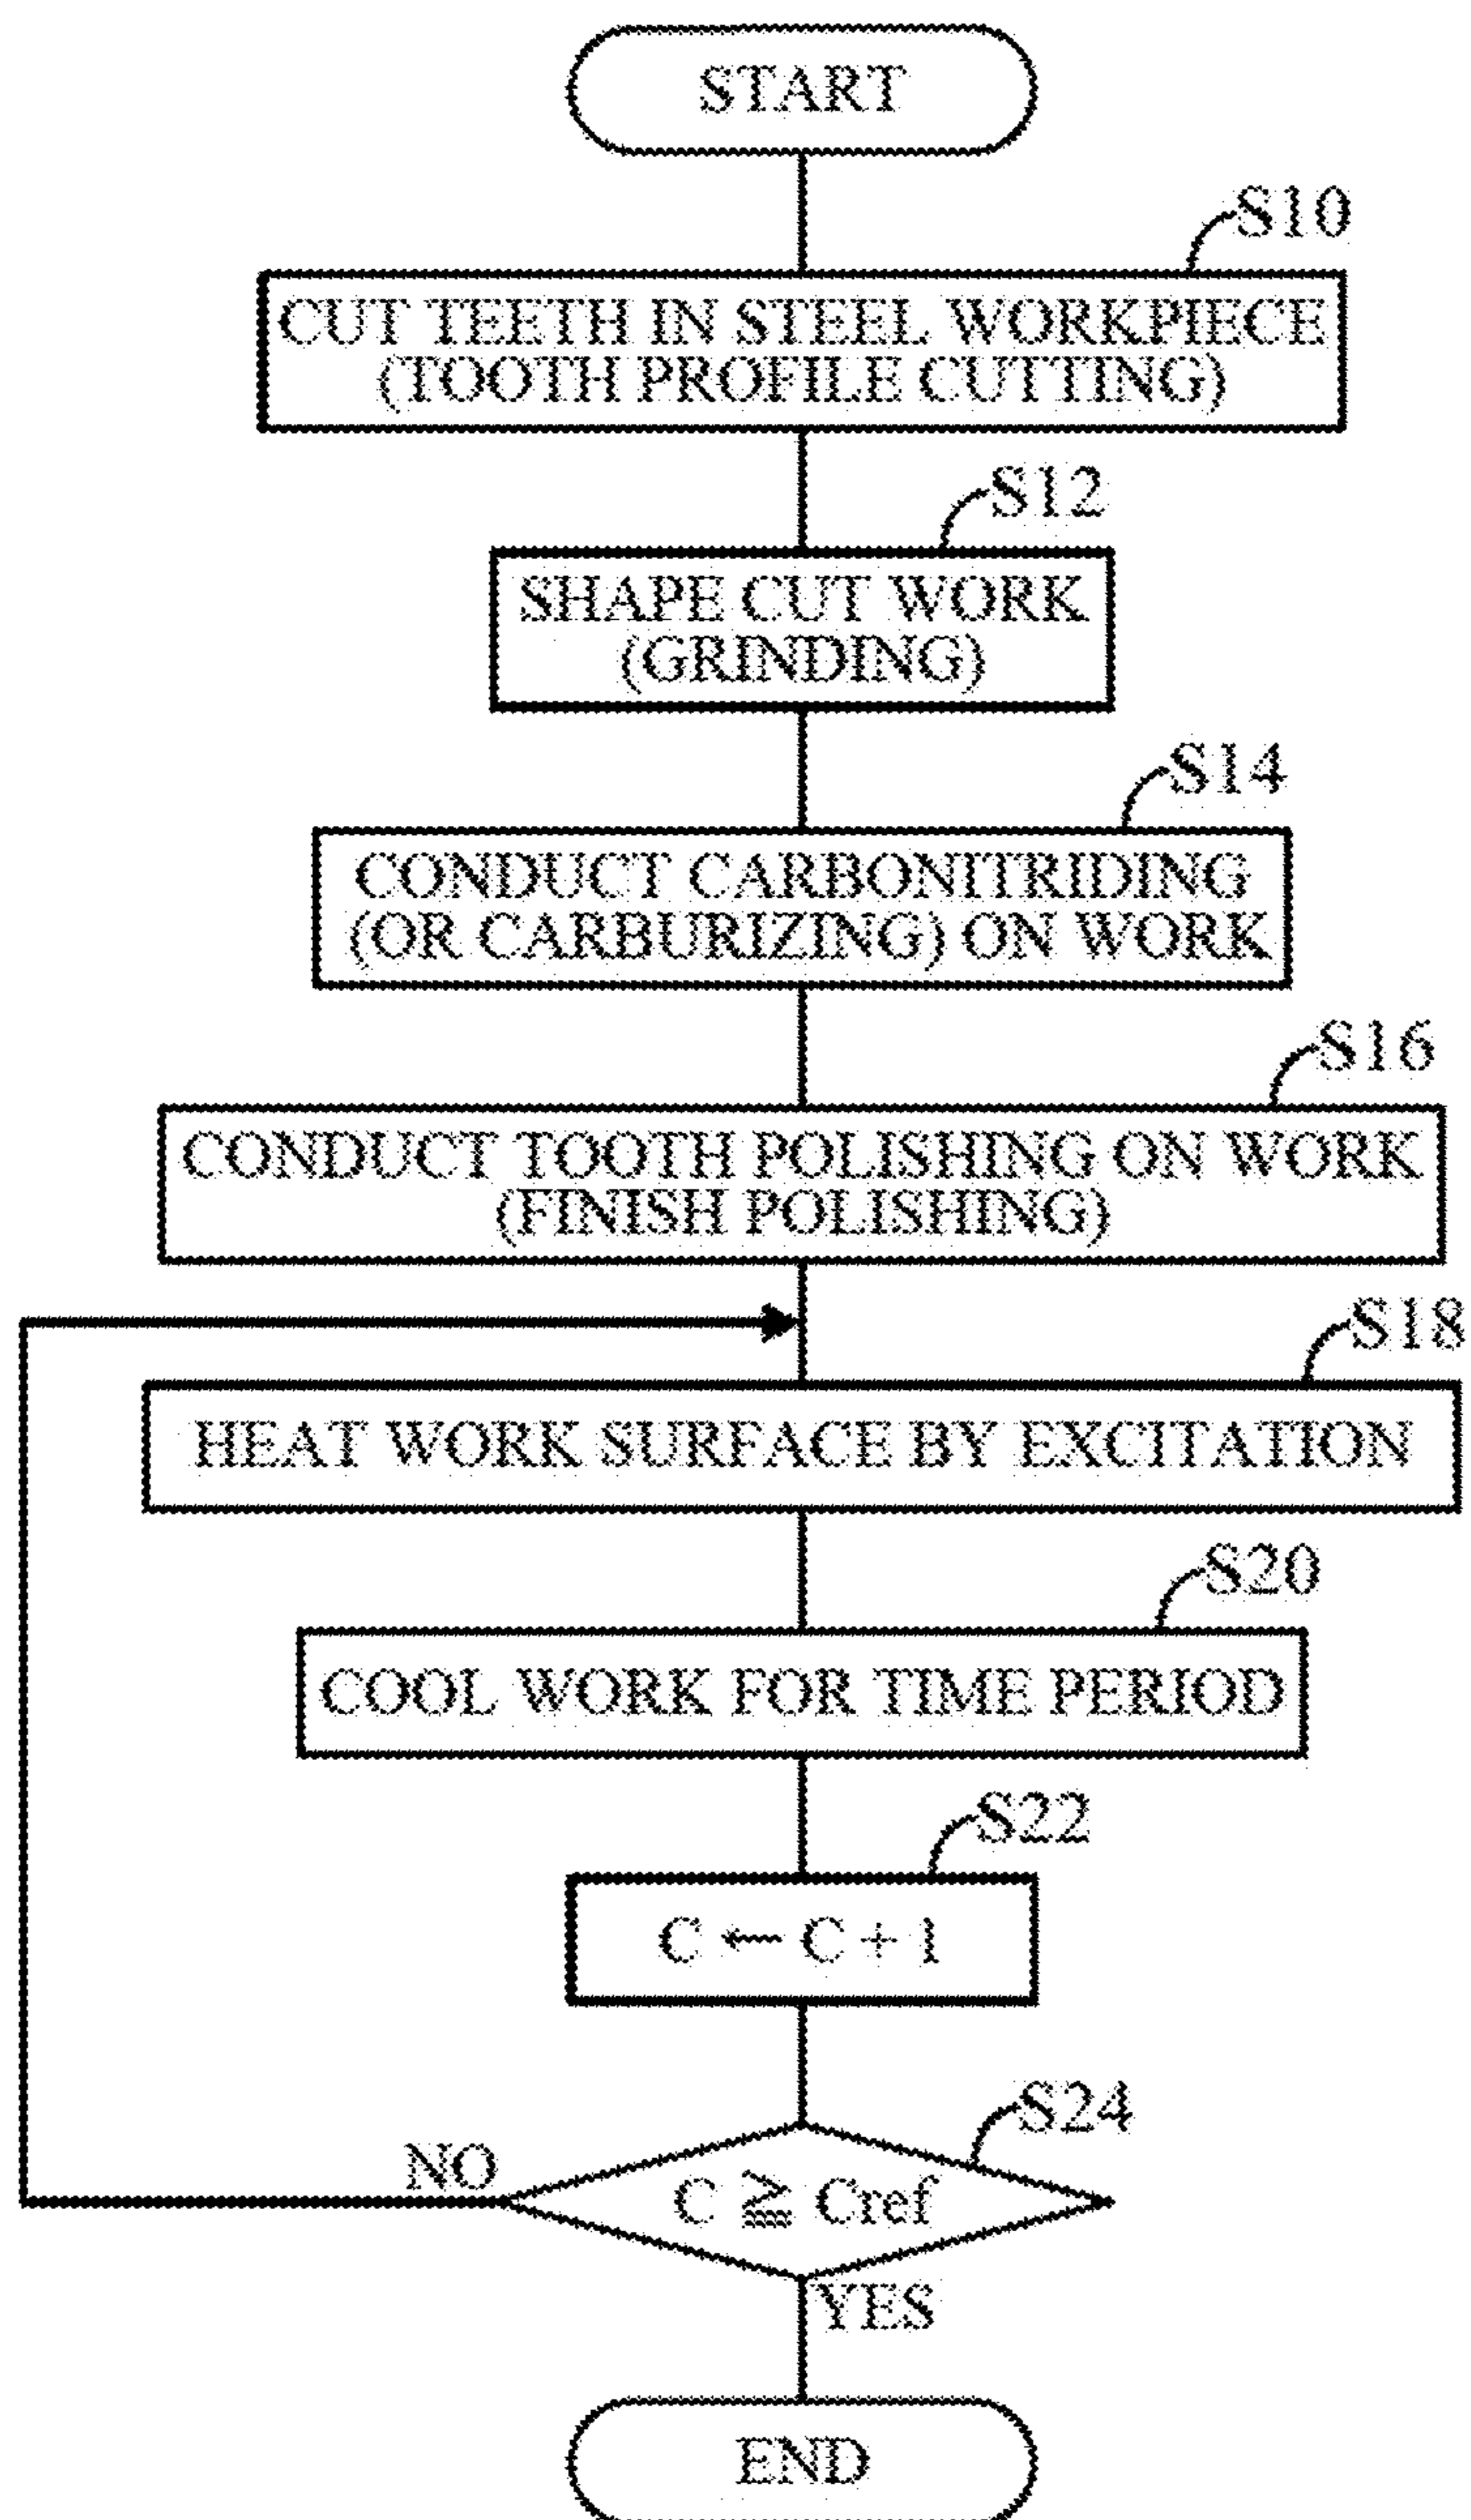 START
S10
CUT TEETH IN STEEL WORKPIECE
(TOOTH PROFILE CUTTING)
S12
SHAPE CUT WORK
(GRINDING)
S14
CONDUCT CARBONITRIDING
(OR CARBURIZING) ON WORK
S16
CONDUCT TOOTH POLISHING ON WORK
(FINISH POLISHING)
S18
HEAT WORK SURFACE BY EXCITATION
S20
COOL WORK FOR TIME PERIOD
S22
C ← C + 1
S24
NO
C ≧ Cref
YES
END